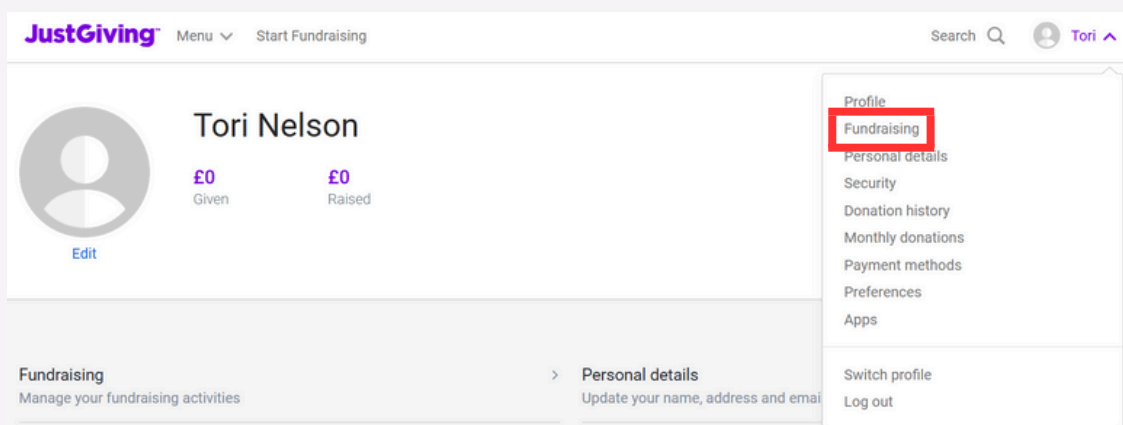 JustGiving™ Menu Start Fundraising Search Tori
Tori Nelson
£0 £0
Given Raised
Edit
Profile
Fundraising
Personal details
Security
Donation history
Monthly donations
Payment methods
Preferences
Apps
Switch profile
Log out
Fundraising
Manage your fundraising activities
Personal details
Update your name, address and emai